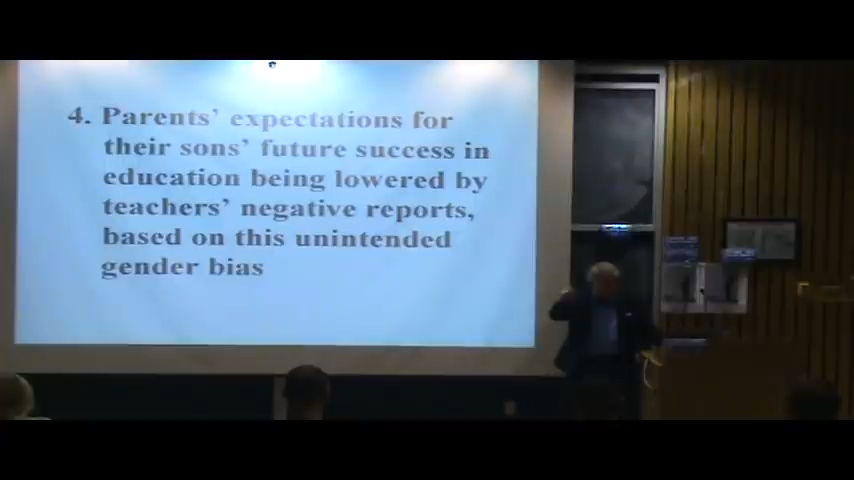 4. Parents’ expectations for
their sons’ future success in
education being lowered by
teachers’ negative reports,
based on this unintended
gender bias